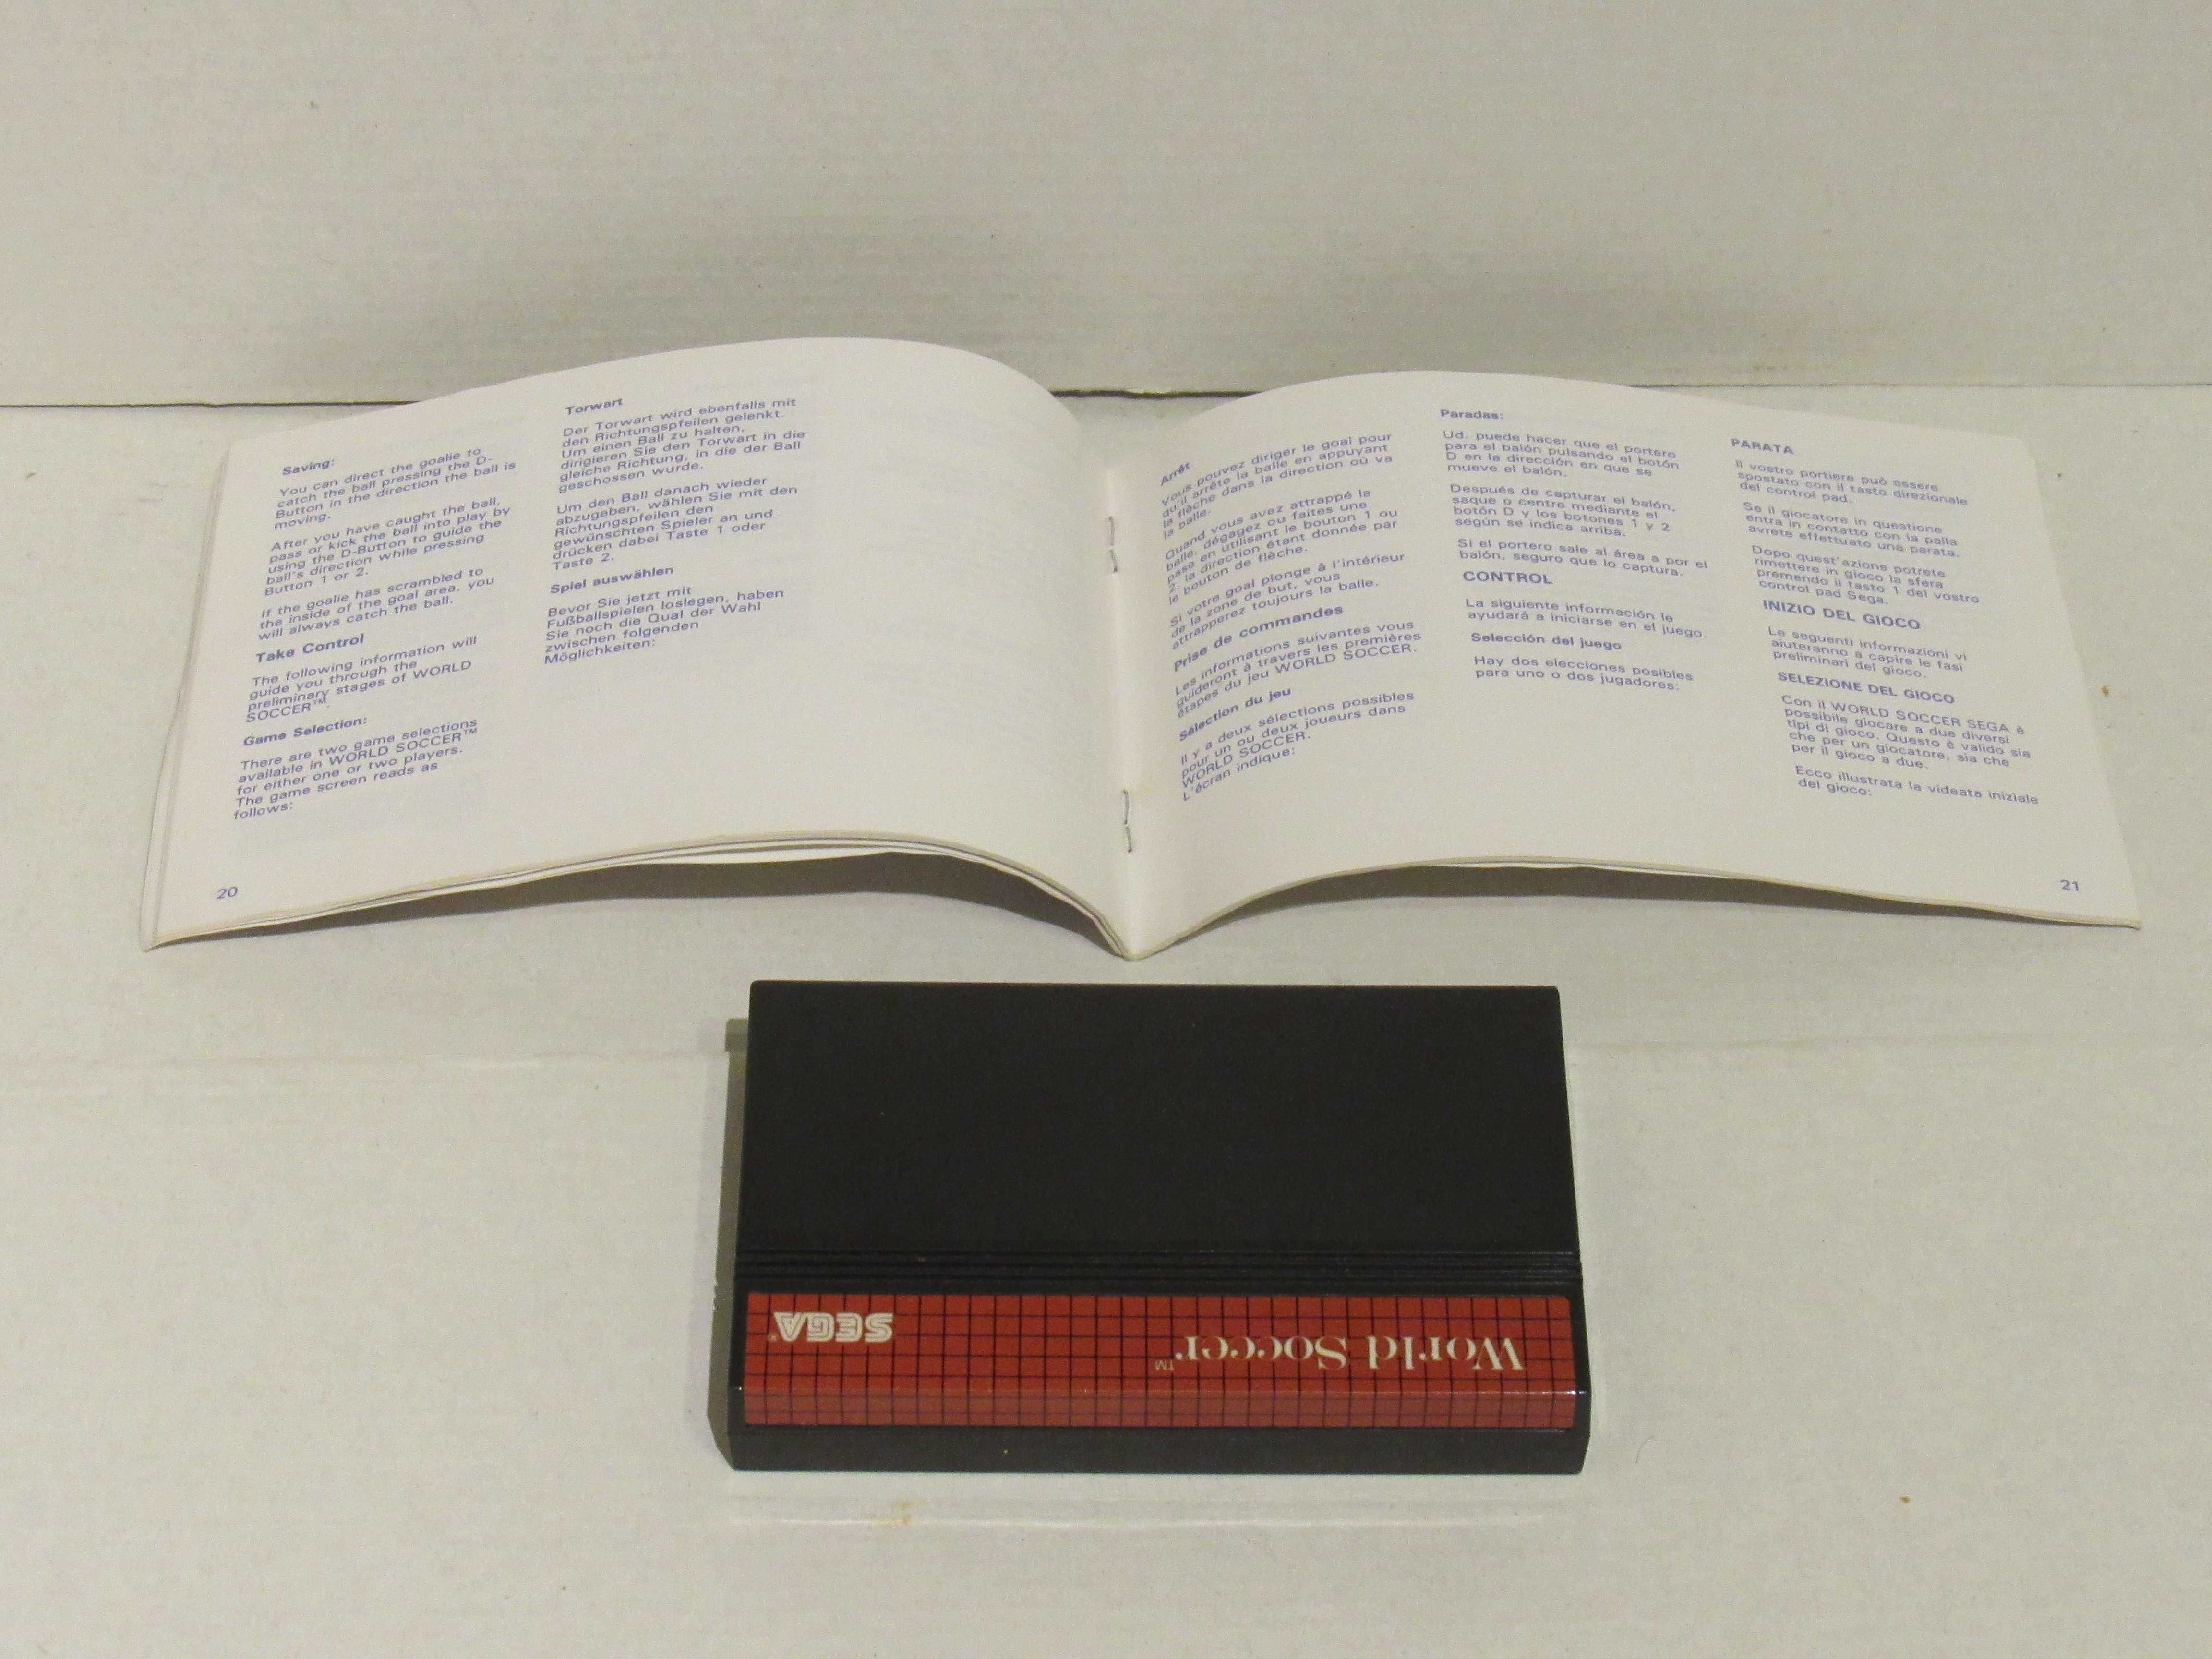 Saving:
You can direct the goalie to
catch the ball pressing the D-
Button in the direction the ball is
moving.
After you have caught the ball,
pass or kick the ball into play by
using the D-Button to guide the
ball's direction while pressing
Button 1 or 2.
If the goalie has scrambled to
the inside of the goal area, you
will always catch the ball.
Take Control
The following information will
guide you through the
preliminary stages of WORLD
SOCCER™.
Game Selection:
There are two game selections
available in WORLD SOCCER™
for either one or two players.
The game screen reads as
follows:
20
Torwart
Der Torwart wird ebenfalls mit
den Richtungspfeilen gelenkt.
Um einen Ball zu halten,
dirigieren Sie den Torwart in die
gleiche Richtung, in die der Ball
geschossen wurde.
Um den Ball danach wieder
abzugeben, wählen Sie mit den
Richtungspfeilen den
gewünschten Spieler an und
drücken dabei Taste 1 oder
Taste 2.
Spiel auswählen
Bevor Sie jetzt mit
Fußballspielen loslegen, haben
Sie noch die Qual der Wahl
zwischen folgenden
Möglichkeiten:
Arrêt
Vous pouvez diriger le goal pour
qu'il arrête la balle en appuyant
la flèche dans la direction où va
la balle.
Quand vous avez attrappé la
balle, dégagez ou faites une
pase en utilisant le bouton 1 ou
2, la direction étant donnée par
le bouton de flèche.
Si votre goal plonge à l'intérieur
de la zone de but, vous
attrapperez toujours la balle.
Prise de commandes
Les informations suivantes vous
guideront à travers les premières
étapes du jeu WORLD SOCCER.
Sélection du jeu
Il y a deux sélections possibles
pour un ou deux joueurs dans
WORLD SOCCER.
L'écran indique:
Paradas:
Ud. puede hacer que el portero
para el balón pulsando el botón
D en la dirección en que se
mueve el balón.
Después de capturar el balón,
saque o centre mediante el
botón D y los botones 1 y 2
según se indica arriba.
Si el portero sale al área a por el
balón, seguro que lo captura.
CONTROL
La siguiente información le
ayudará a iniciarse en el juego.
Selección del juego
Hay dos elecciones posibles
para uno o dos jugadores:
PARATA
Il vostro portiere può essere
spostato con il tasto direzionale
del control pad.
Se il giocatore in questione
entra in contatto con la palla
avrete effettuato una parata.
Dopo quest'azione potrete
rimettere in gioco la sfera
premendo il tasto 1 del vostro
control pad Sega.
INIZIO DEL GIOCO
Le seguenti informazioni vi
aiuteranno a capire le fasi
preliminari del gioco.
SELEZIONE DEL GIOCO
Con il WORLD SOCCER SEGA è
possibile giocare a due diversi
tipi di gioco. Questo è valido sia
che per un giocatore, sia che
per il gioco a due.
Ecco illustrata la videata iniziale
del gioco:
21
World Soccer™
SEGA®